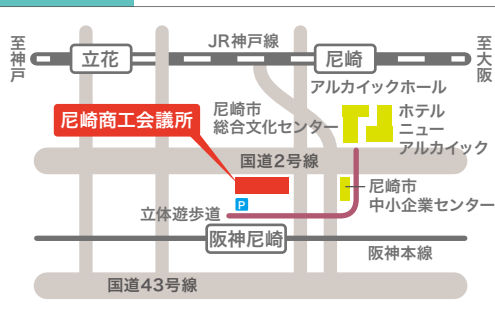 至神戸
立花
JR神戸線
尼崎
至大阪
アルカイックホール
尼崎市
総合文化センター
ホテル
ニュー
アルカイック
尼崎商工会議所
国道2号線
P
尼崎市
中小企業センター
立体遊歩道
阪神尼崎
阪神本線
国道43号線